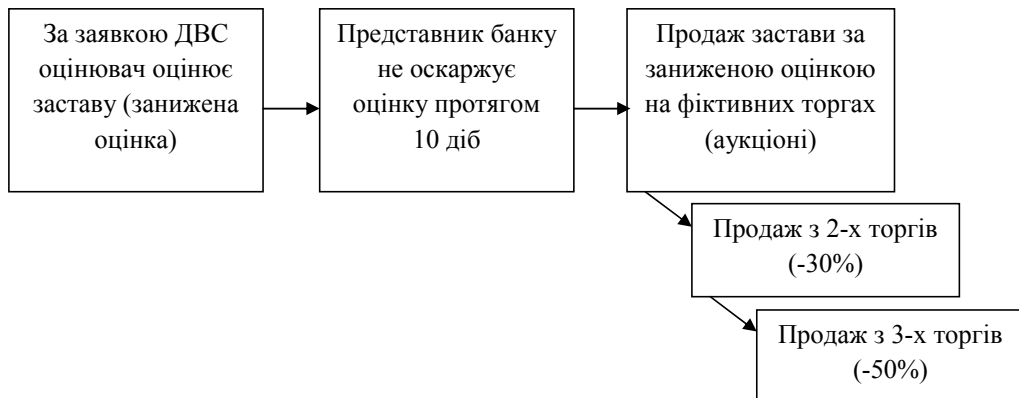 За заявкою ДВС
оцінювач оцінює
заставу (занижена
оцінка)
Представник банку
не оскаржує
оцінку протягом
10 діб
Продаж застави за
заниженою оцінкою
на фіктивних торгах
(аукціоні)
Продаж з 2-х торгів
(-30%)
Продаж з 3-х торгів
(-50%)